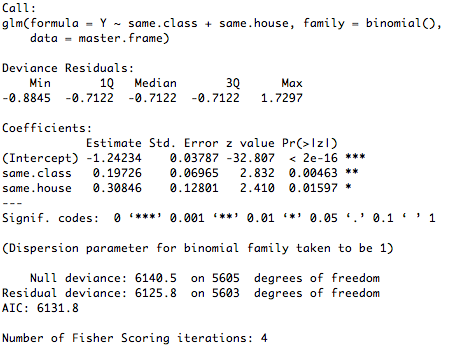 Call:
glm(formula = Y ~ same.class + same.house, family = binomial(),
    data = master.frame)
Deviance Residuals:
    Min      1Q  Median      3Q     Max
-0.8845 -0.7122 -0.7122 -0.7122  1.7297
Coefficients:
            Estimate Std. Error z value Pr(>|z|)
(Intercept) -1.24234    0.03787 -32.807  < 2e-16 ***
same.class   0.19726    0.06965   2.832  0.00463 **
same.house   0.30846    0.12801   2.410  0.01597 *
---
Signif. codes:  0 ‘***’ 0.001 ‘**’ 0.01 ‘*’ 0.05 ‘.’ 0.1 ‘ ’ 1
(Dispersion parameter for binomial family taken to be 1)
    Null deviance: 6140.5  on 5605  degrees of freedom
Residual deviance: 6125.8  on 5603  degrees of freedom
AIC: 6131.8
Number of Fisher Scoring iterations: 4